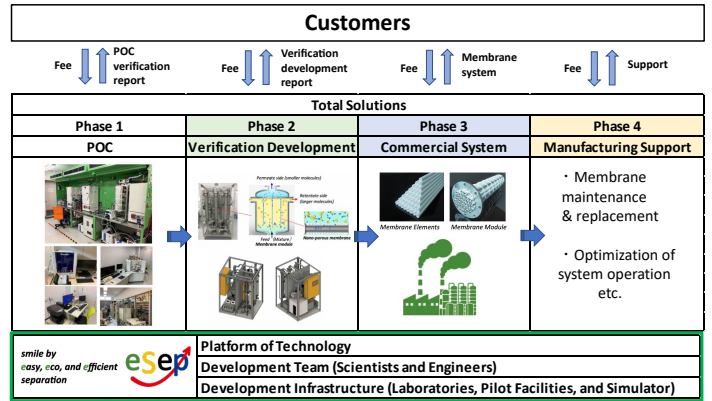 Customers
Fee
POC
verification
report
Fee
Verification
development
report
Fee
Membrane
system
Fee
Support
Total Solutions
Phase 1
Phase 2
Phase 3
Phase 4
POC
Verification Development
Commercial System
Manufacturing Support
Permeate side (smaller molecules)
Retentate side
(larger molecules)
Feed (Mixture)
Membrane module
Nano-porous membrane
Membrane Elements
Membrane Module
・Membrane
maintenance
& replacement
・Optimization of
system operation
etc.
smile by
easy, eco, and efficient
separation
eSep
Platform of Technology
Development Team (Scientists and Engineers)
Development Infrastructure (Laboratories, Pilot Facilities, and Simulator)